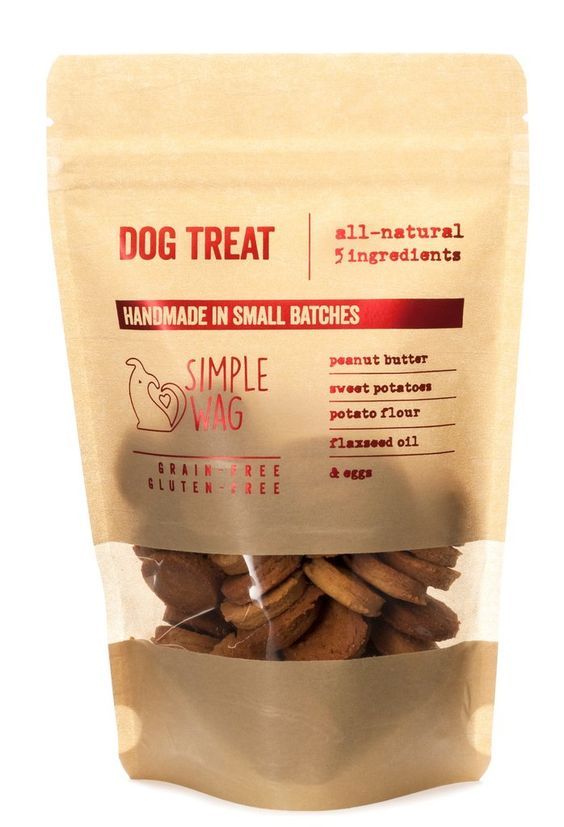 DOG TREAT
all-natural
5 ingredients
HANDMADE IN SMALL BATCHES
SIMPLE
WAG
GRAIN-FREE
GLUTEN-FREE
peanut butter
sweet potatoes
potato flour
flaxseed oil
& eggs